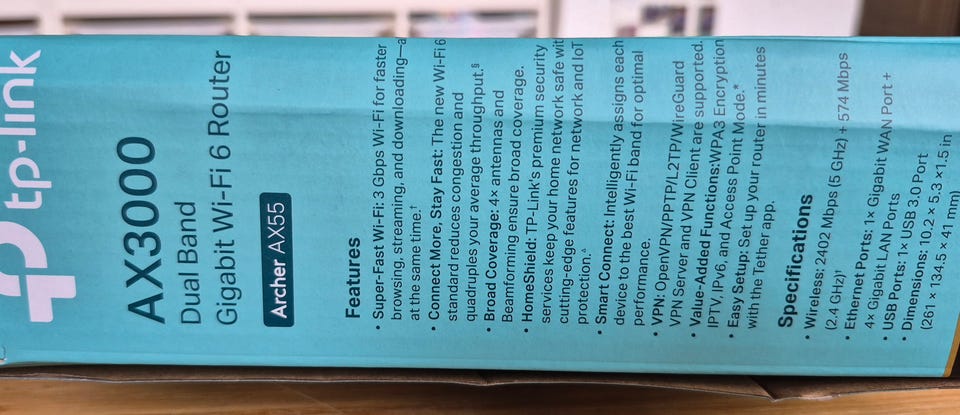 tp-link
AX3000
Dual Band
Gigabit Wi-Fi 6 Router
Archer AX55
Features
• Super-Fast Wi-Fi: 3 Gbps Wi-Fi for faster
browsing, streaming, and downloading—a
at the same time.†
• Connect More, Stay Fast: The new Wi-Fi 6
standard reduces congestion and
quadruples your average throughput.§
• Broad Coverage: 4× antennas and
Beamforming ensure broad coverage.
• HomeShield: TP-Link's premium security
services keep your home network safe wit
cutting-edge features for network and IoT
protection.△
• Smart Connect: Intelligently assigns each
device to the best Wi-Fi band for optimal
performance.
• VPN: OpenVPN/PPTP/L2TP/WireGuard
VPN Server and VPN Client are supported.
• Value-Added Functions:WPA3 Encryption
IPTV, IPv6, and Access Point Mode.*
• Easy Setup: Set up your router in minutes
with the Tether app.
Specifications
• Wireless: 2402 Mbps (5 GHz) + 574 Mbps
(2.4 GHz)†
• Ethernet Ports: 1× Gigabit WAN Port +
4× Gigabit LAN Ports
• USB Ports: 1× USB 3.0 Port
• Dimensions: 10.2 × 5.3 ×1.5 in
(261 × 134.5 × 41 mm)